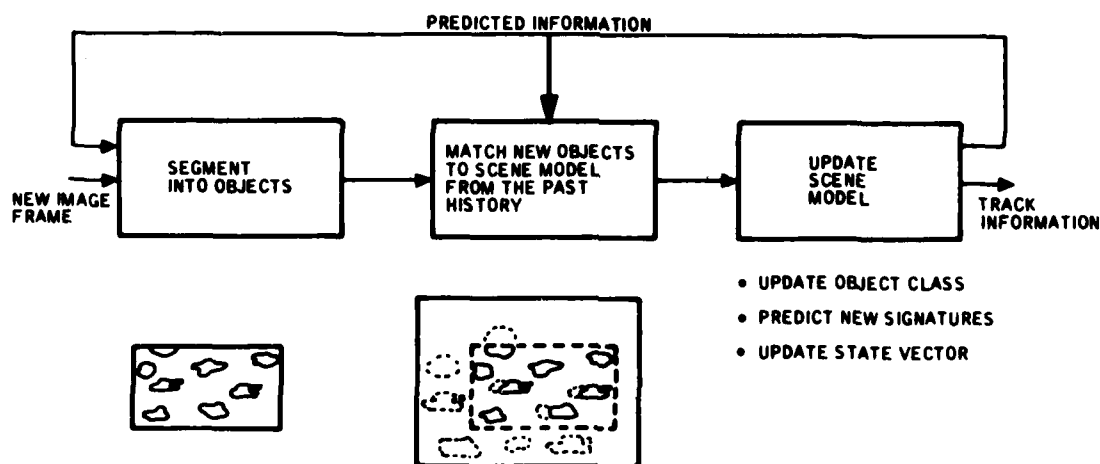 PREDICTED INFORMATION
SEGMENT
INTO OBJECTS
MATCH NEW OBJECTS
TO SCENE MODEL
FROM THE PAST
HISTORY
UPDATE
SCENE
MODEL
NEW IMAGE
FRAME
TRACK
INFORMATION
• UPDATE OBJECT CLASS
• PREDICT NEW SIGNATURES
• UPDATE STATE VECTOR